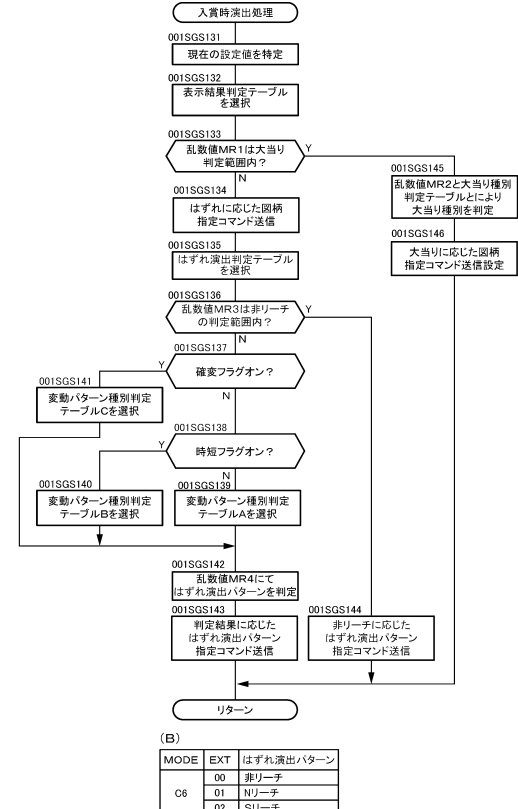 入賞時演出処理
001SGS131
現在の設定値を特定
001SGS132
表示結果判定テーブル
を選択
001SGS133
乱数値MR1は大当り
判定範囲内？
Y
N
001SGS145
乱数値MR2と大当り種別
判定テーブルとにより
大当り種別を判定
001SGS134
はずれに応じた図柄
指定コマンド送信
001SGS146
大当りに応じた図柄
指定コマンド送信設定
001SGS135
はずれ演出判定テーブル
を選択
001SGS136
乱数値MR3は非リーチ
の判定範囲内？
Y
N
001SGS137
確変フラグオン？
Y
N
001SGS141
変動パターン種別判定
テーブルCを選択
001SGS138
時短フラグオン？
Y
N
001SGS140
変動パターン種別判定
テーブルBを選択
001SGS139
変動パターン種別判定
テーブルAを選択
001SGS142
乱数値MR4にて
はずれ演出パターンを判定
001SGS143
判定結果に応じた
はずれ演出パターン
指定コマンド送信
001SGS144
非リーチに応じた
はずれ演出パターン
指定コマンド送信
リターン
(B)
MODE EXT はずれ演出パターン
00 非リーチ
C6 01 Nリーチ
02 Sリーチ